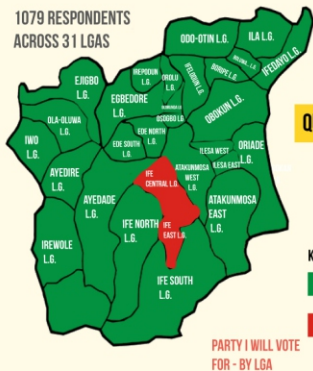 1079 RESPONDENTS
ACROSS 31 LGAS
ODO-OTIN L.G.
ILA L.G.
IFEDAYO L.G.
EJIGBO
L.G.
IREPODUN
L.G.
OROLU
L.G.
IFELODUN
L.G.
BORIPE L.G.
EGBEDORE
L.G.
OLA-OLUWA
L.G.
OSOGBO L.G.
OBOKUN L.G.
IWO
L.G.
EDE NORTH
L.G.
EDE SOUTH
L.G.
ILESA WEST
ILESA EAST
ORIADE
L.G.
AYEDIRE
L.G.
IFE
CENTRAL L.G.
ATAKUNMOSA
WEST
L.G.
AYEDADE
L.G.
ATAKUNMOSA
EAST
L.G.
IFE NORTH
L.G.
IFE
EAST L.G.
IREWOLE
L.G.
IFE SOUTH
L.G.
Q
K
PARTY I WILL VOTE
FOR - BY LGA